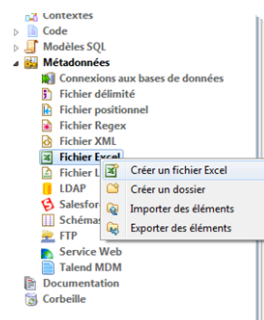 Contextes
Code
Modèles SQL
Métadonnées
Connexions aux bases de données
Fichier délimité
Fichier positionnel
Fichier Regex
Fichier XML
Fichier Excel
Créer un fichier Excel
Fichier L
LDAP
Créer un dossier
Salesfor
Importer des éléments
Schémas
FTP
Exporter des éléments
Service Web
Talend MDM
Documentation
Corbeille